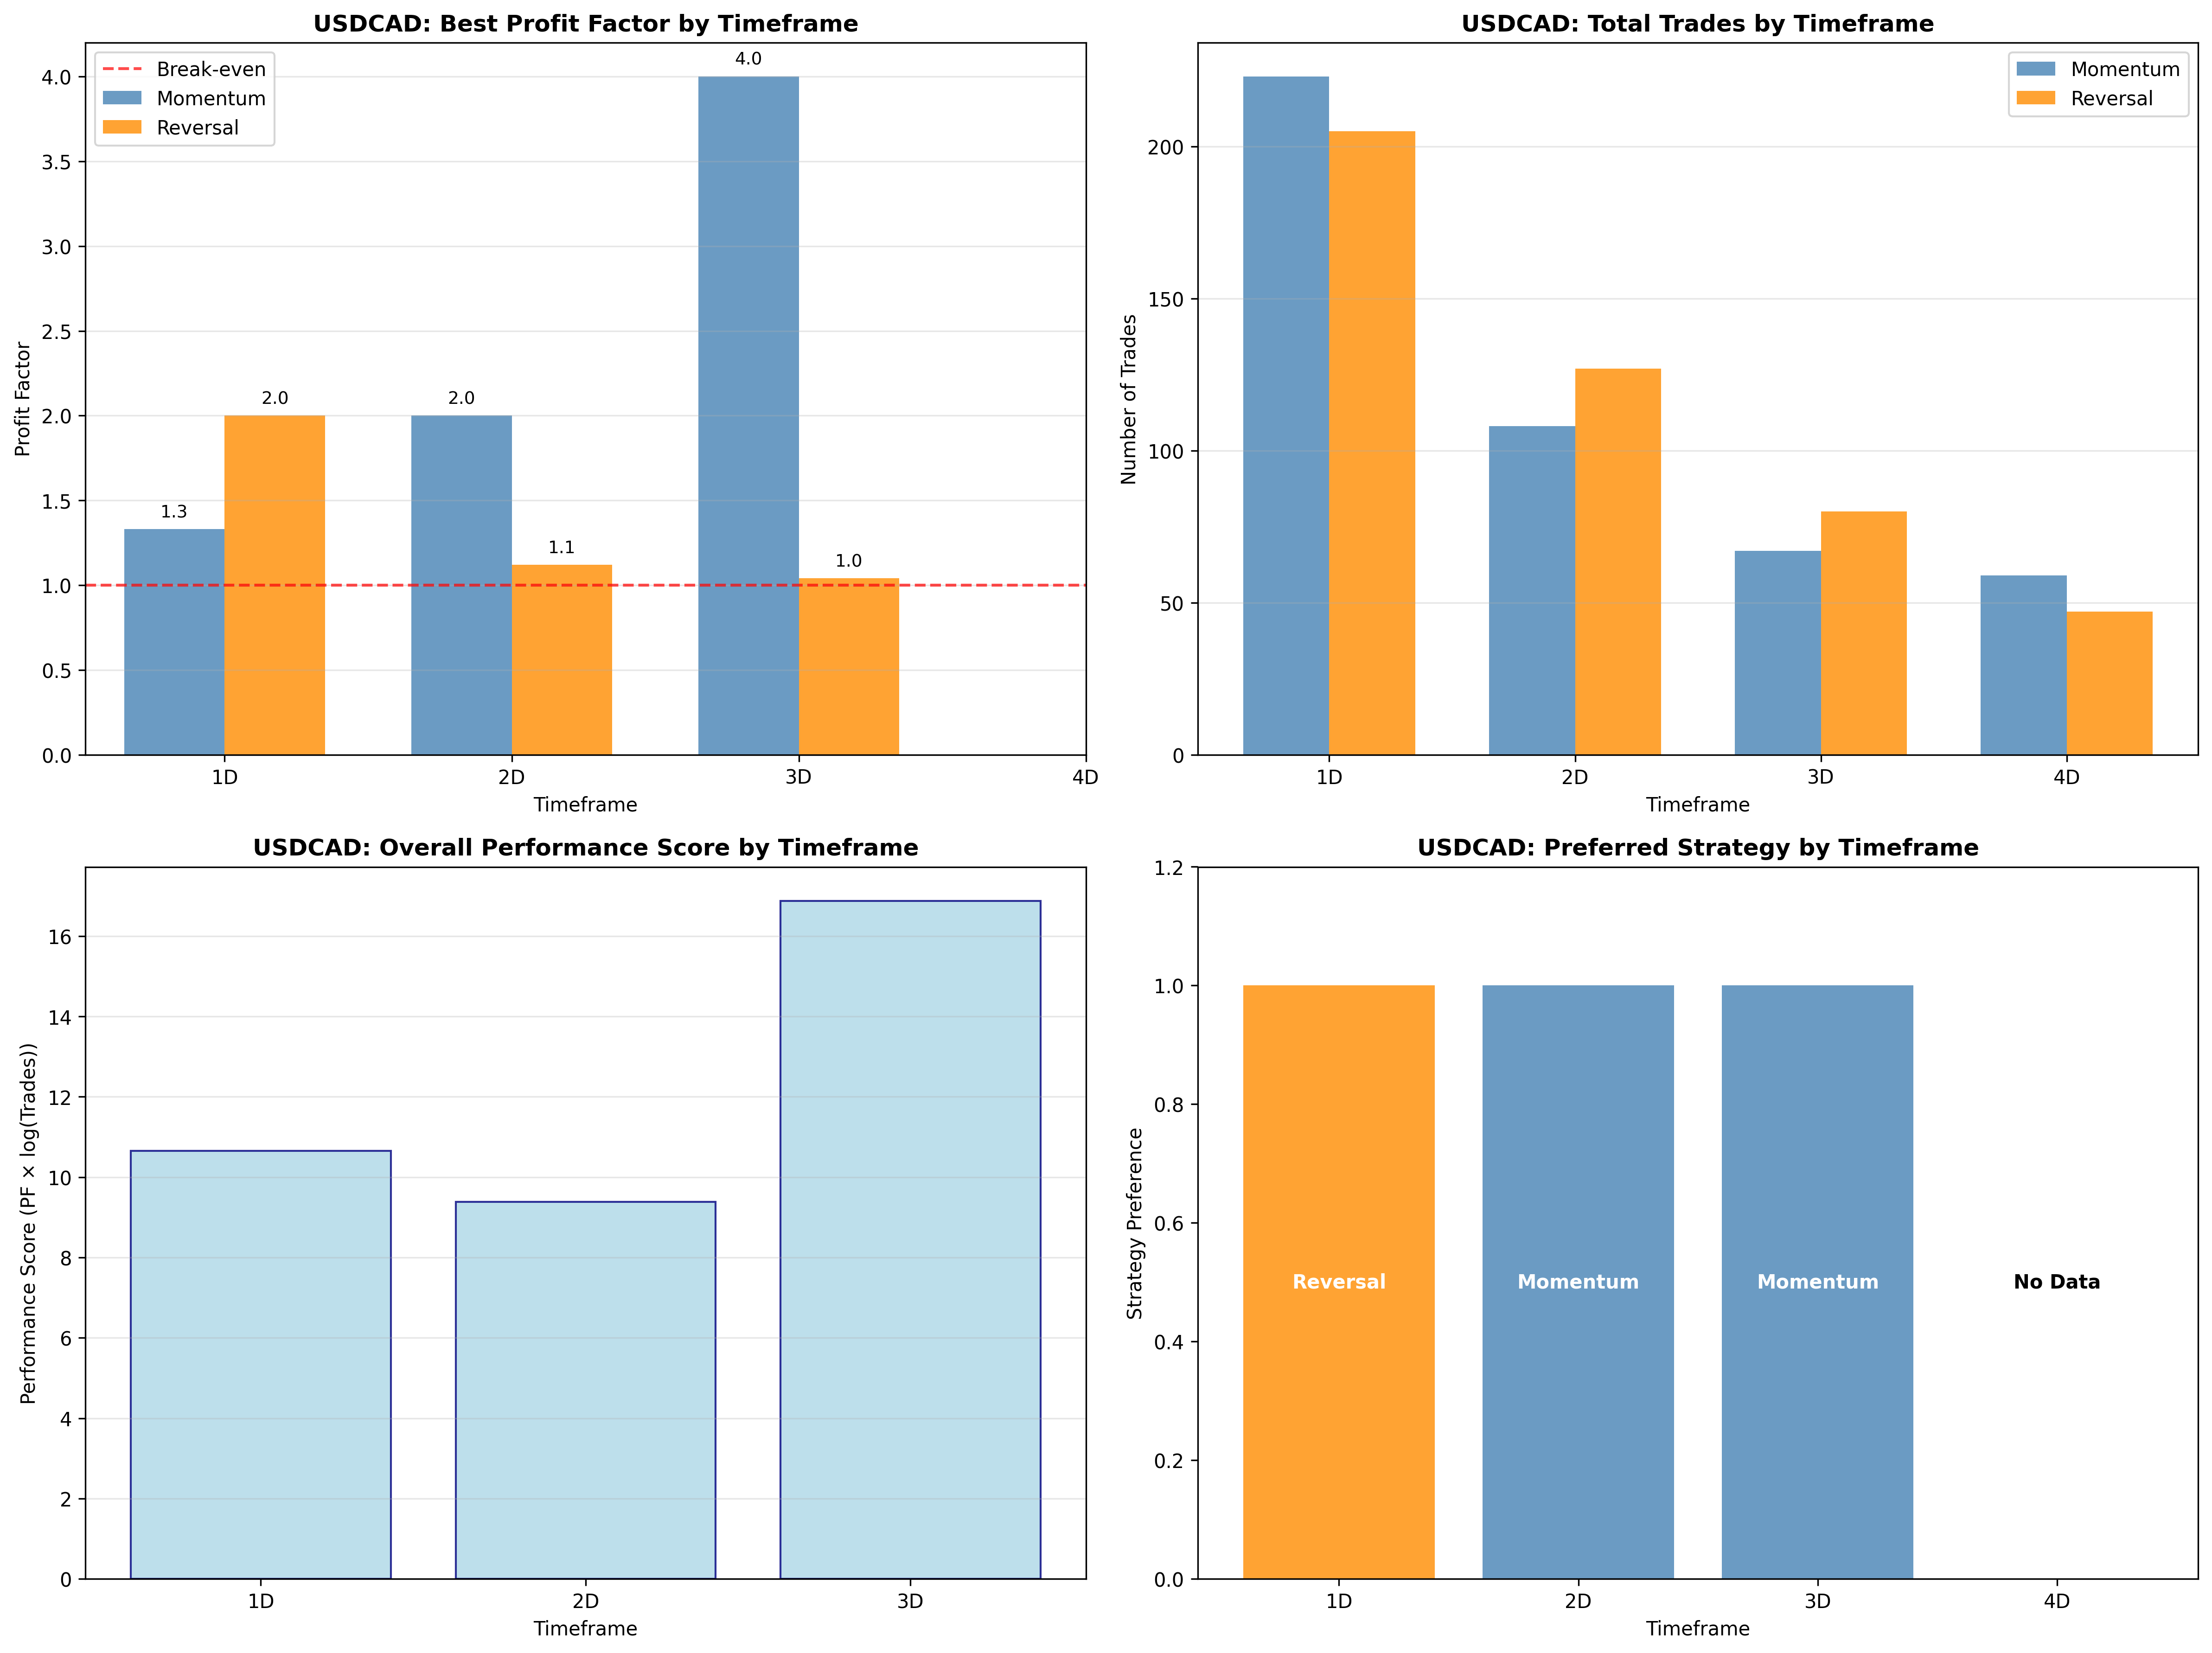 USDCAD: Best Profit Factor by Timeframe
Break-even
Momentum
Reversal
4.0
3.5
3.0
2.5
2.0
1.5
1.0
0.5
0.0
Profit Factor
1.3
2.0
2.0
1.1
4.0
1.0
1D
2D
3D
4D
Timeframe
USDCAD: Total Trades by Timeframe
Momentum
Reversal
200
150
100
50
0
Number of Trades
1D
2D
3D
4D
Timeframe
USDCAD: Overall Performance Score by Timeframe
16
14
12
10
8
6
4
2
0
Performance Score (PF × log(Trades))
1D
2D
3D
Timeframe
USDCAD: Preferred Strategy by Timeframe
1.2
1.0
0.8
0.6
0.4
0.2
0.0
Strategy Preference
Reversal
Momentum
Momentum
No Data
1D
2D
3D
4D
Timeframe